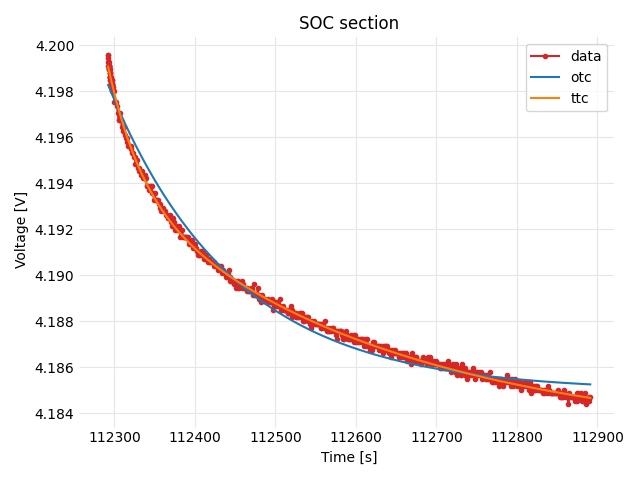 SOC section
4.200
4.198
4.196
4.194
4.192
4.190
4.188
4.186
4.184
Voltage [V]
data
otc
ttc
112300 112400 112500 112600 112700 112800 112900
Time [s]